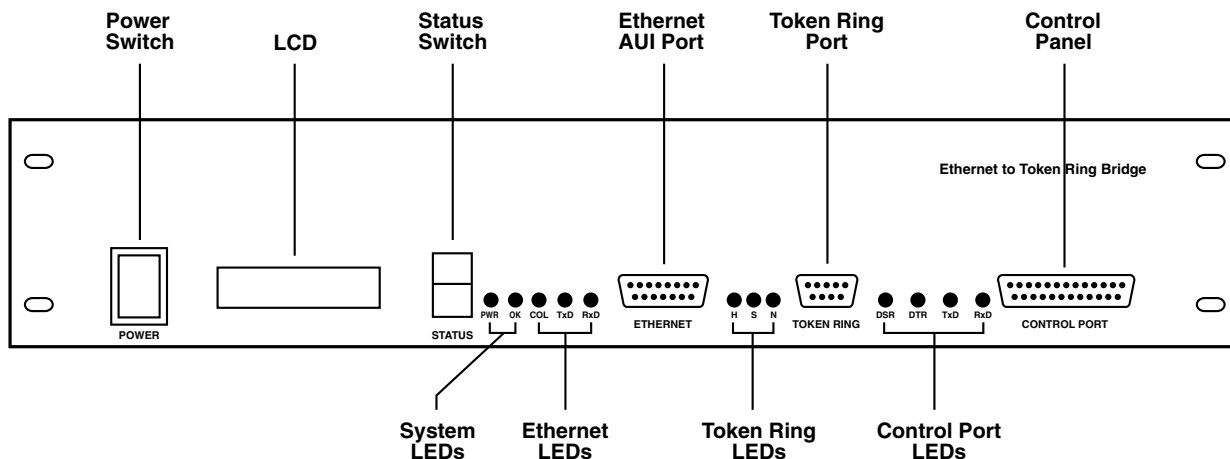 Power
Switch
LCD
Status
Switch
Ethernet
AUI Port
Token Ring
Port
Control
Panel
Ethernet to Token Ring Bridge
POWER
STATUS
PWR OK COL TxD RxD
ETHERNET
H S N
TOKEN RING
DSR DTR TxD RxD
CONTROL PORT
System
LEDs
Ethernet
LEDs
Token Ring
LEDs
Control Port
LEDs